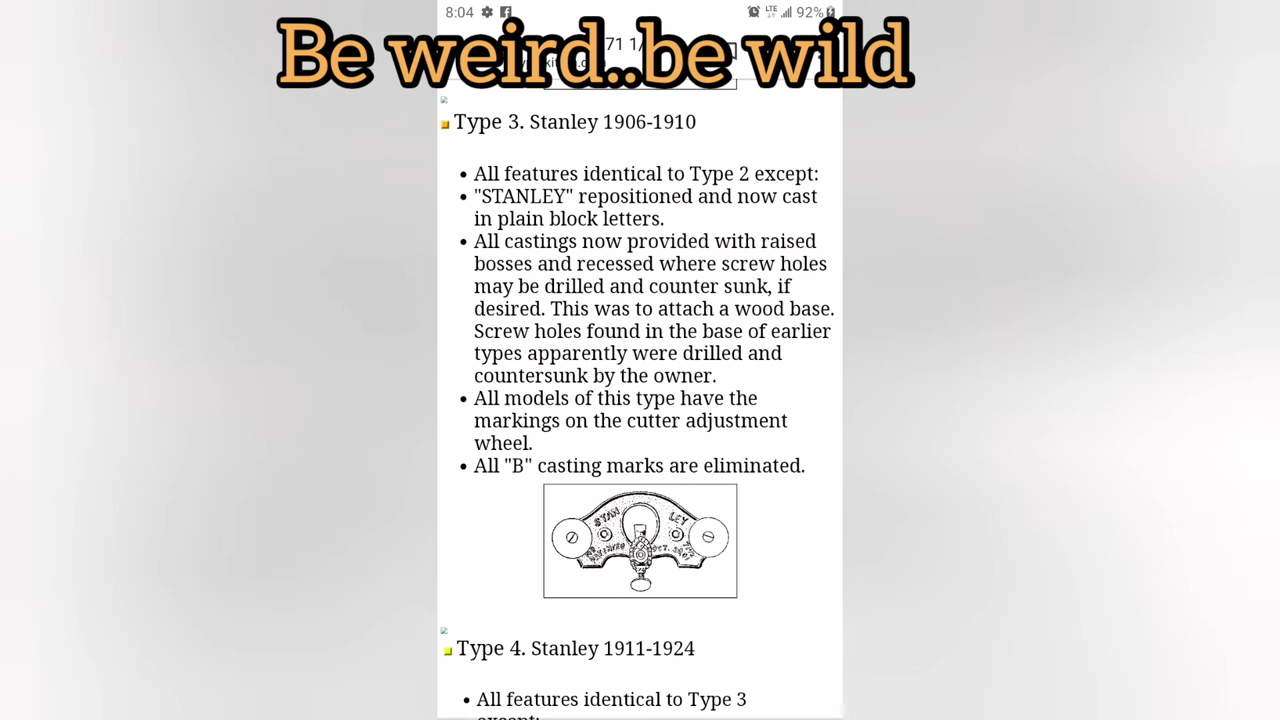 8:04 LTE 92%
Be weird..be wild
71 1/
Type 3. Stanley 1906-1910
• All features identical to Type 2 except:
• "STANLEY" repositioned and now cast
in plain block letters.
• All castings now provided with raised
bosses and recessed where screw holes
may be drilled and counter sunk, if
desired. This was to attach a wood base.
Screw holes found in the base of earlier
types apparently were drilled and
countersunk by the owner.
• All models of this type have the
markings on the cutter adjustment
wheel.
• All "B" casting marks are eliminated.
STAN LEY
Type 4. Stanley 1911-1924
• All features identical to Type 3
except: